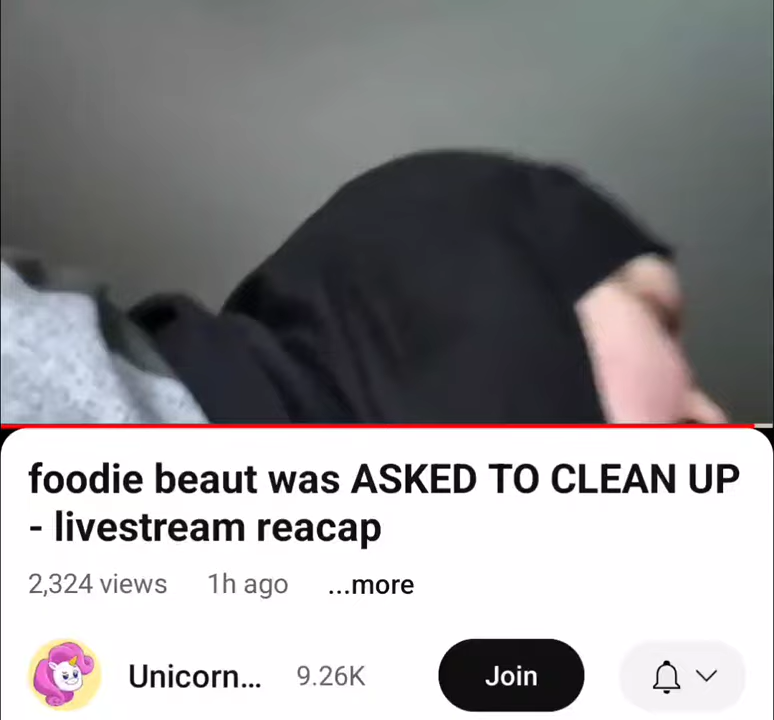 foodie beaut was ASKED TO CLEAN UP
- livestream reacap
2,324 views 1h ago ...more
Unicorn... 9.26K Join